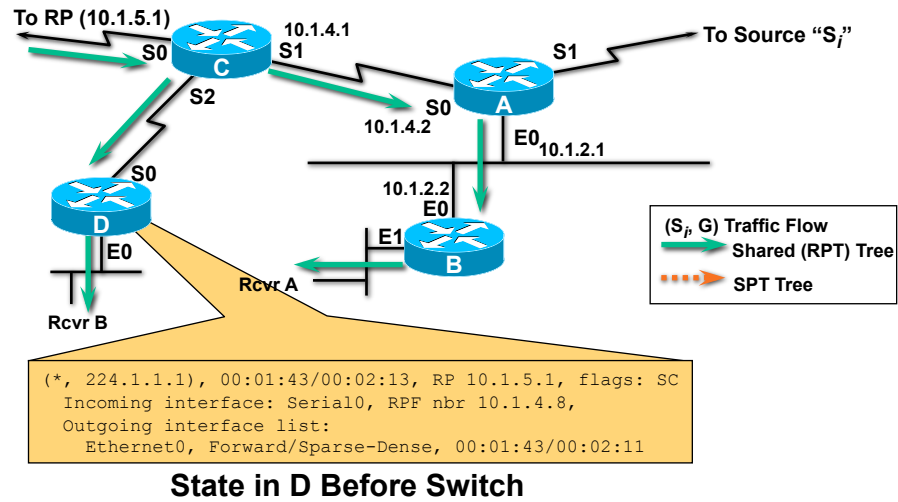 To RP (10.1.5.1)
10.1.4.1
S0
S1
C
S2
S1
To Source “Si”
A
S0
10.1.4.2
E0
10.1.2.1
S0
D
E0
Rcvr B
10.1.2.2
E0
E1
B
Rcvr A
(Si, G) Traffic Flow
Shared (RPT) Tree
SPT Tree
(*, 224.1.1.1), 00:01:43/00:02:13, RP 10.1.5.1, flags: SC
Incoming interface: Serial0, RPF nbr 10.1.4.8,
Outgoing interface list:
Ethernet0, Forward/Sparse-Dense, 00:01:43/00:02:11
State in D Before Switch